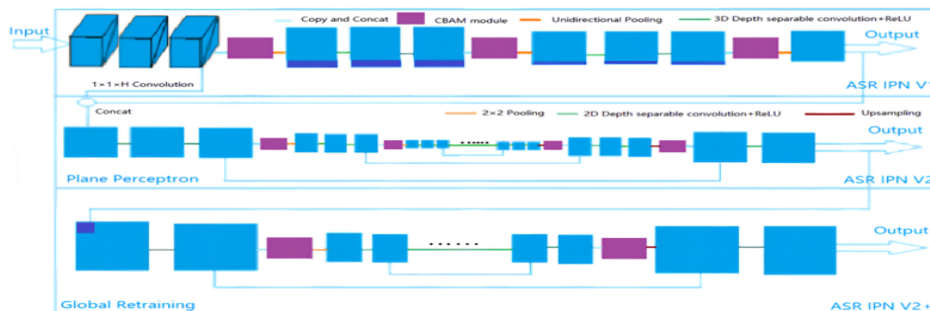 Copy and Concat
CBAM module
Unidirectional Pooling
3D Depth separable convolution+ReLU
Input
Output
1×1×H Convolution
ASR IPN V1
Concat
2×2 Pooling
2D Depth separable convolution+ReLU
Upsampling
Output
Plane Perceptron
ASR IPN V2
Output
Global Retraining
ASR IPN V2+